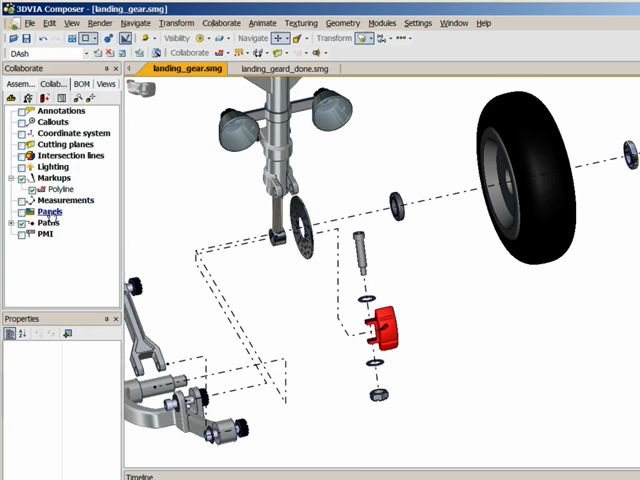 3DVIA Composer - [landing_gear.smg]
File Edit View Render Navigate Transform Collaborate Animate Texturing Geometry Modules Settings Window
Navigate Transform
DAsh Collaborate
Collaborate
Assem... Collab... BOM Views
landing_gear.smg landing_geard_done.smg
Annotations
Callouts
Coordinate system
Cutting planes
Intersection lines
Lighting
Markups
Polyline
Measurements
Panels
Paths
PMI
Properties
Timeline